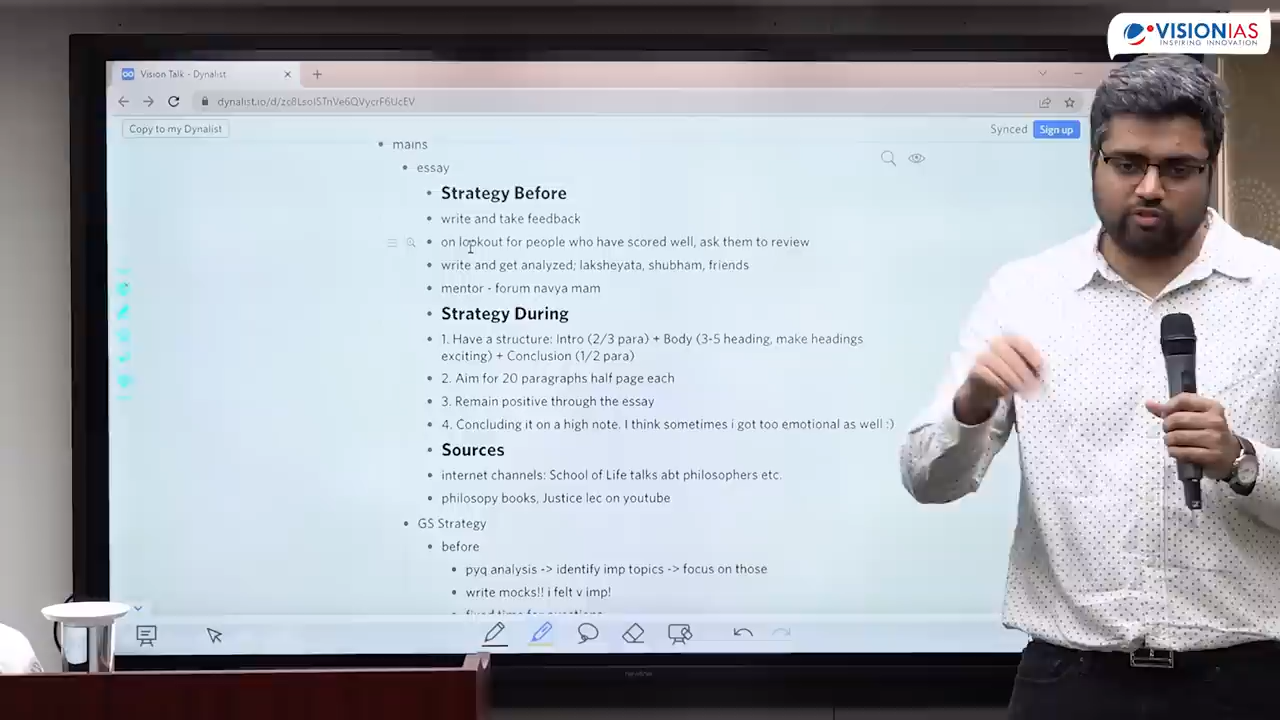 VISIONIAS
INSPIRING INNOVATION
Vision Talk - Dynalist
dynalist.io/d/zc8LsoISTnVe6QVycrF6UcEV
Copy to my Dynalist
Synced
Sign up
mains
essay
Strategy Before
write and take feedback
on lookout for people who have scored well, ask them to review
write and get analyzed; laksheyata, shubham, friends
mentor - forum navya mam
Strategy During
1. Have a structure: Intro (2/3 para) + Body (3-5 heading, make headings
exciting) + Conclusion (1/2 para)
2. Aim for 20 paragraphs half page each
3. Remain positive through the essay
4. Concluding it on a high note. I think sometimes i got too emotional as well :)
Sources
internet channels: School of Life talks abt philosophers etc.
philosopy books, Justice lec on youtube
GS Strategy
before
pyq analysis -> identify imp topics -> focus on those
write mocks!! i felt v imp!
fixed time for questions